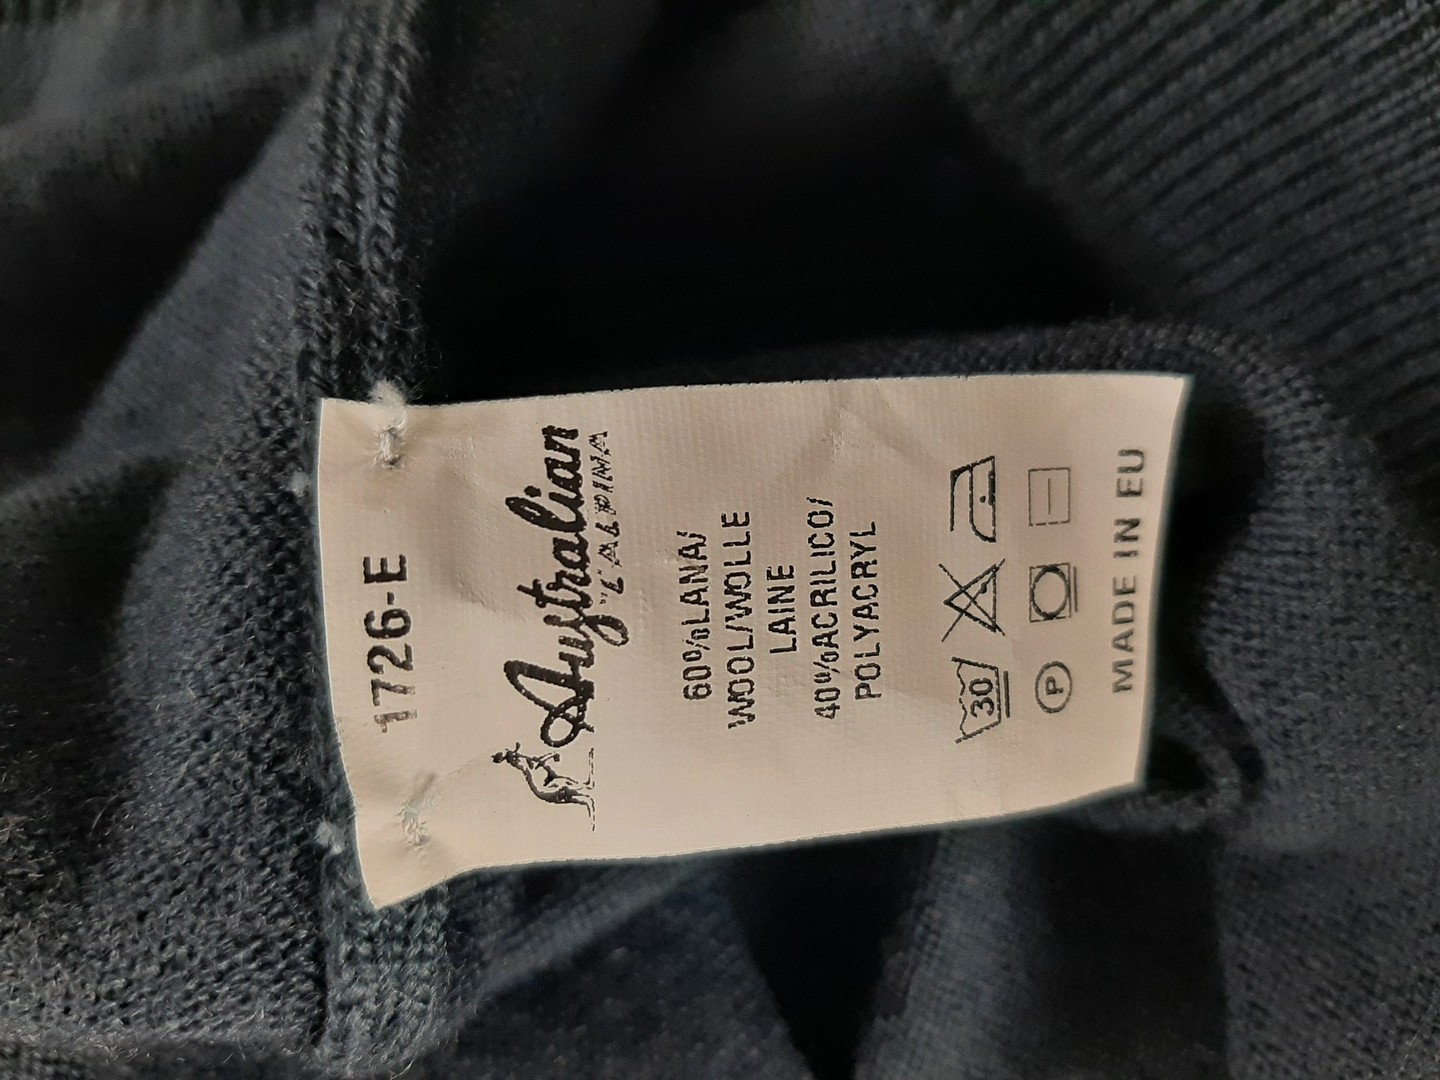 1726-E
Australian
L'ALPINA
60%LANA/
WOOL/WOLLE
LAINE
40%ACRILICO/
POLYACRYL
30
P
MADE IN EU